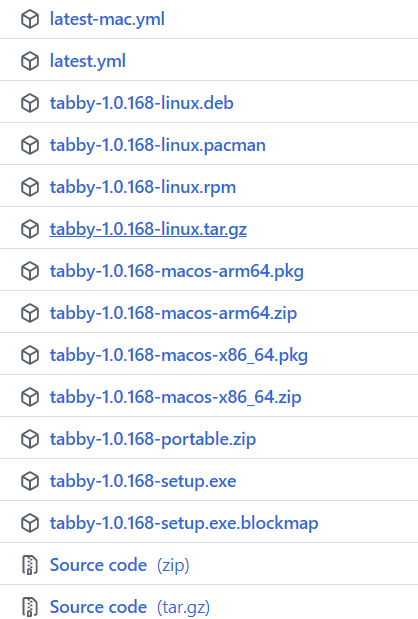 latest-mac.yml
latest.yml
tabby-1.0.168-linux.deb
tabby-1.0.168-linux.pacman
tabby-1.0.168-linux.rpm
tabby-1.0.168-linux.tar.gz
tabby-1.0.168-macos-arm64.pkg
tabby-1.0.168-macos-arm64.zip
tabby-1.0.168-macos-x86_64.pkg
tabby-1.0.168-macos-x86_64.zip
tabby-1.0.168-portable.zip
tabby-1.0.168-setup.exe
tabby-1.0.168-setup.exe.blockmap
Source code (zip)
Source code (tar.gz)